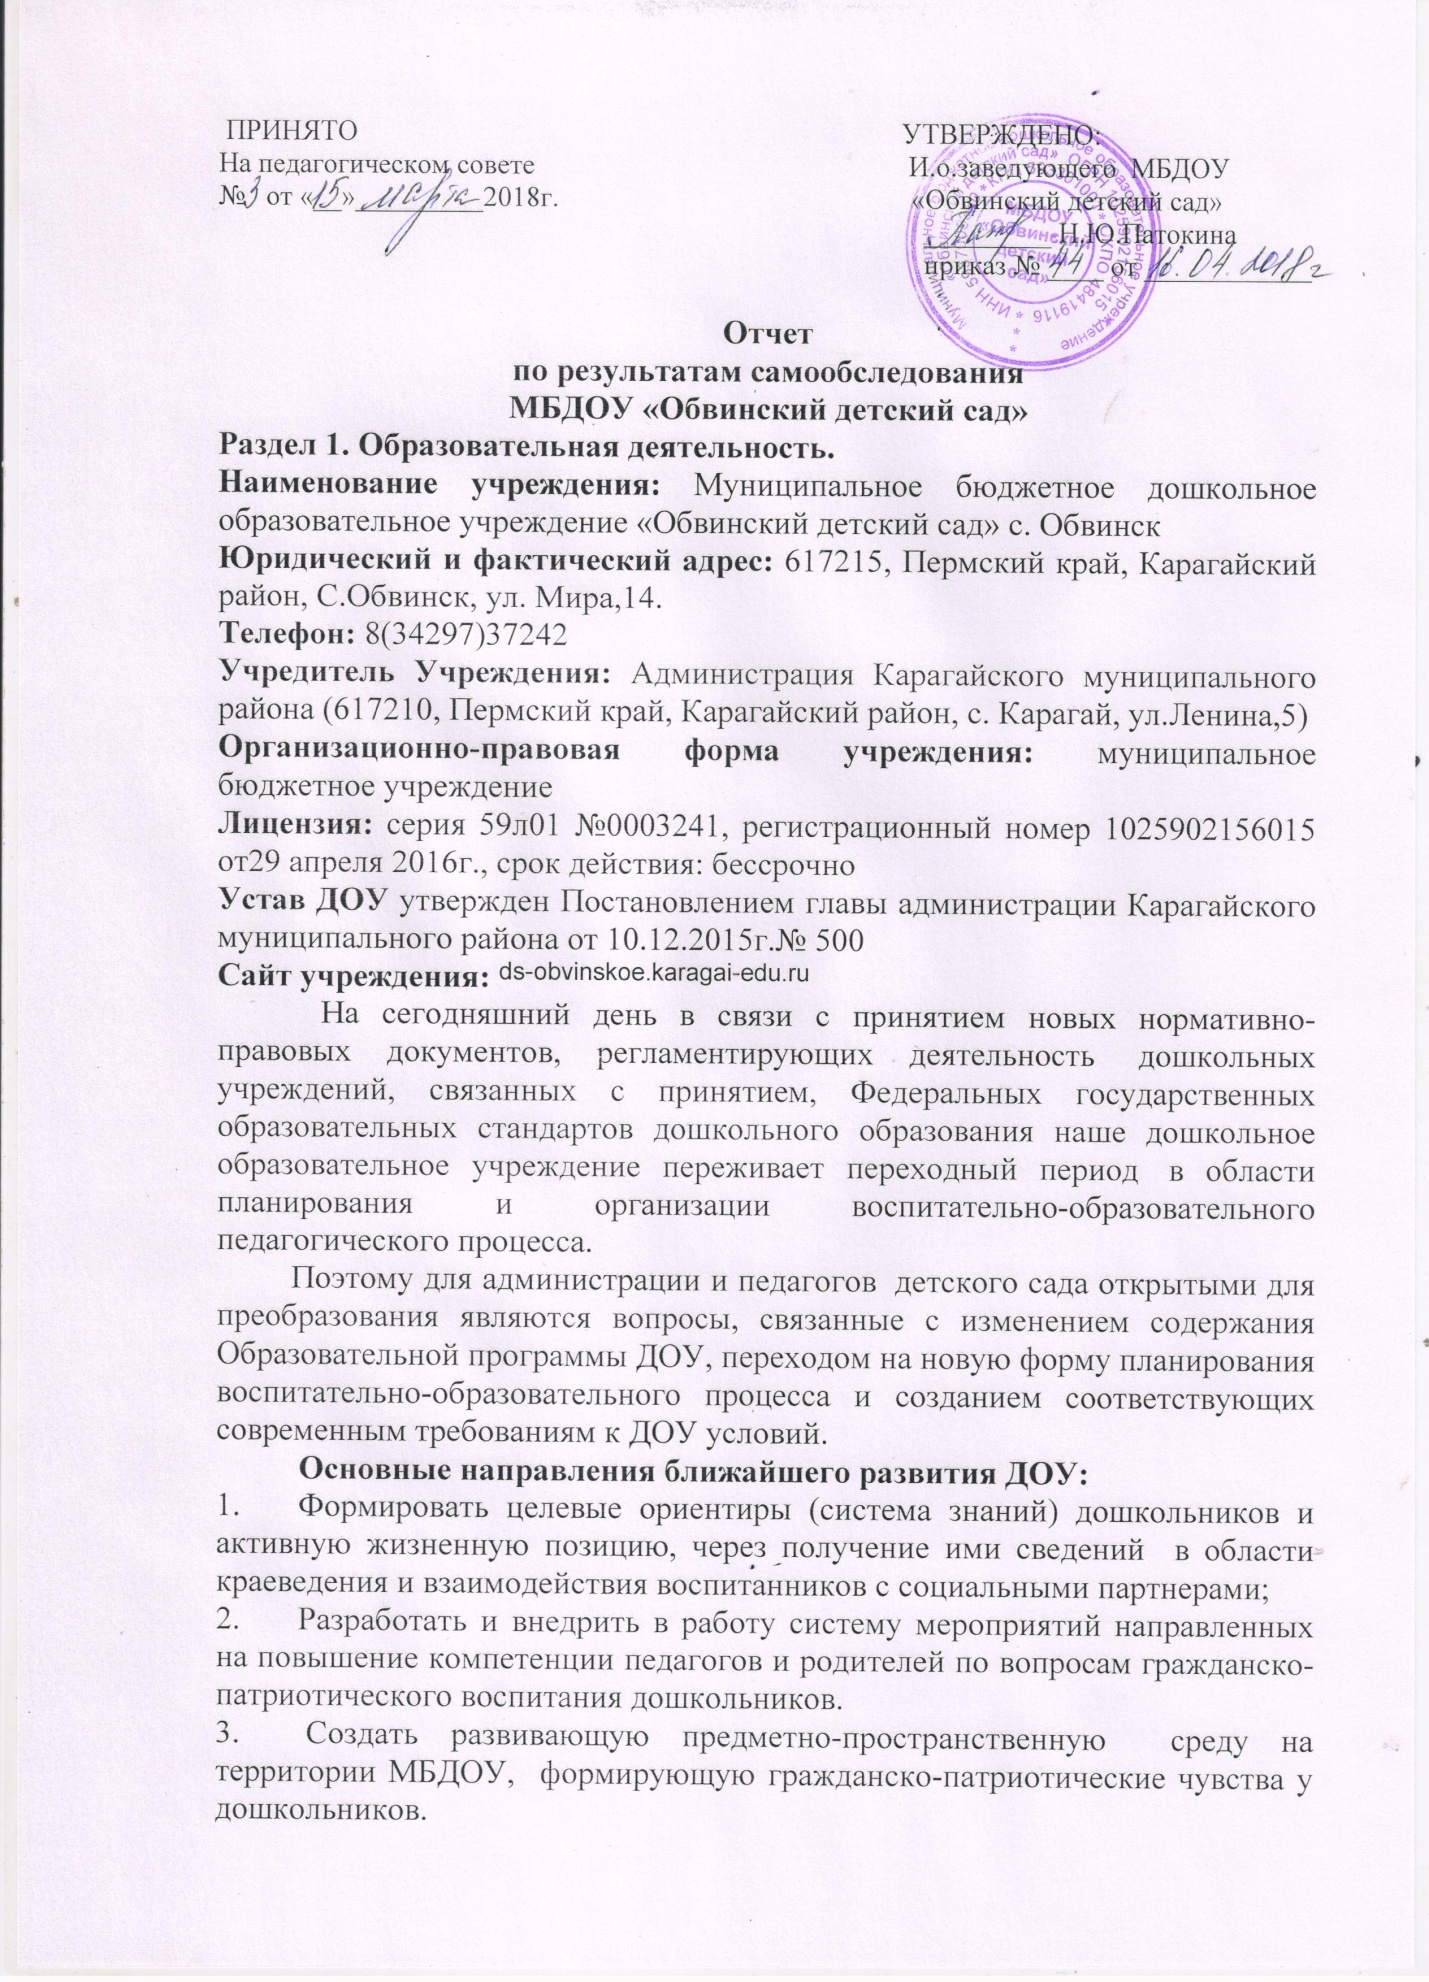 ПРИНЯТО
На педагогическом совете
№3 от «15» марта 2018г.
УТВЕРЖДЕНО:
И.о.заведующего МБДОУ
«Обвинский детский сад»
Н.Ю.Патокина
приказ № 44 от 16.04.2018г
МБДОУ
«Обвинский
детский
сад»
Отчет
по результатам самообследования
МБДОУ «Обвинский детский сад»
Раздел 1. Образовательная деятельность.
Наименование учреждения: Муниципальное бюджетное дошкольное
образовательное учреждение «Обвинский детский сад» с. Обвинск
Юридический и фактический адрес: 617215, Пермский край, Карагайский
район, С.Обвинск, ул. Мира,14.
Телефон: 8(34297)37242
Учредитель Учреждения: Администрация Карагайского муниципального
района (617210, Пермский край, Карагайский район, с. Карагай, ул.Ленина,5)
Организационно-правовая форма учреждения: муниципальное
бюджетное учреждение
Лицензия: серия 59л01 №0003241, регистрационный номер 1025902156015
от29 апреля 2016г., срок действия: бессрочно
Устав ДОУ утвержден Постановлением главы администрации Карагайского
муниципального района от 10.12.2015г.№ 500
Сайт учреждения: ds-obvinskoe.karagai-edu.ru
На сегодняшний день в связи с принятием новых нормативно-
правовых документов, регламентирующих деятельность дошкольных
учреждений, связанных с принятием, Федеральных государственных
образовательных стандартов дошкольного образования наше дошкольное
образовательное учреждение переживает переходный период в области
планирования и организации воспитательно-образовательного
педагогического процесса.
Поэтому для администрации и педагогов детского сада открытыми для
преобразования являются вопросы, связанные с изменением содержания
Образовательной программы ДОУ, переходом на новую форму планирования
воспитательно-образовательного процесса и созданием соответствующих
современным требованиям к ДОУ условий.
Основные направления ближайшего развития ДОУ:
1. Формировать целевые ориентиры (система знаний) дошкольников и
активную жизненную позицию, через получение ими сведений в области
краеведения и взаимодействия воспитанников с социальными партнерами;
2. Разработать и внедрить в работу систему мероприятий направленных
на повышение компетенции педагогов и родителей по вопросам гражданско-
патриотического воспитания дошкольников.
3. Создать развивающую предметно-пространственную среду на
территории МБДОУ, формирующую гражданско-патриотические чувства у
дошкольников.